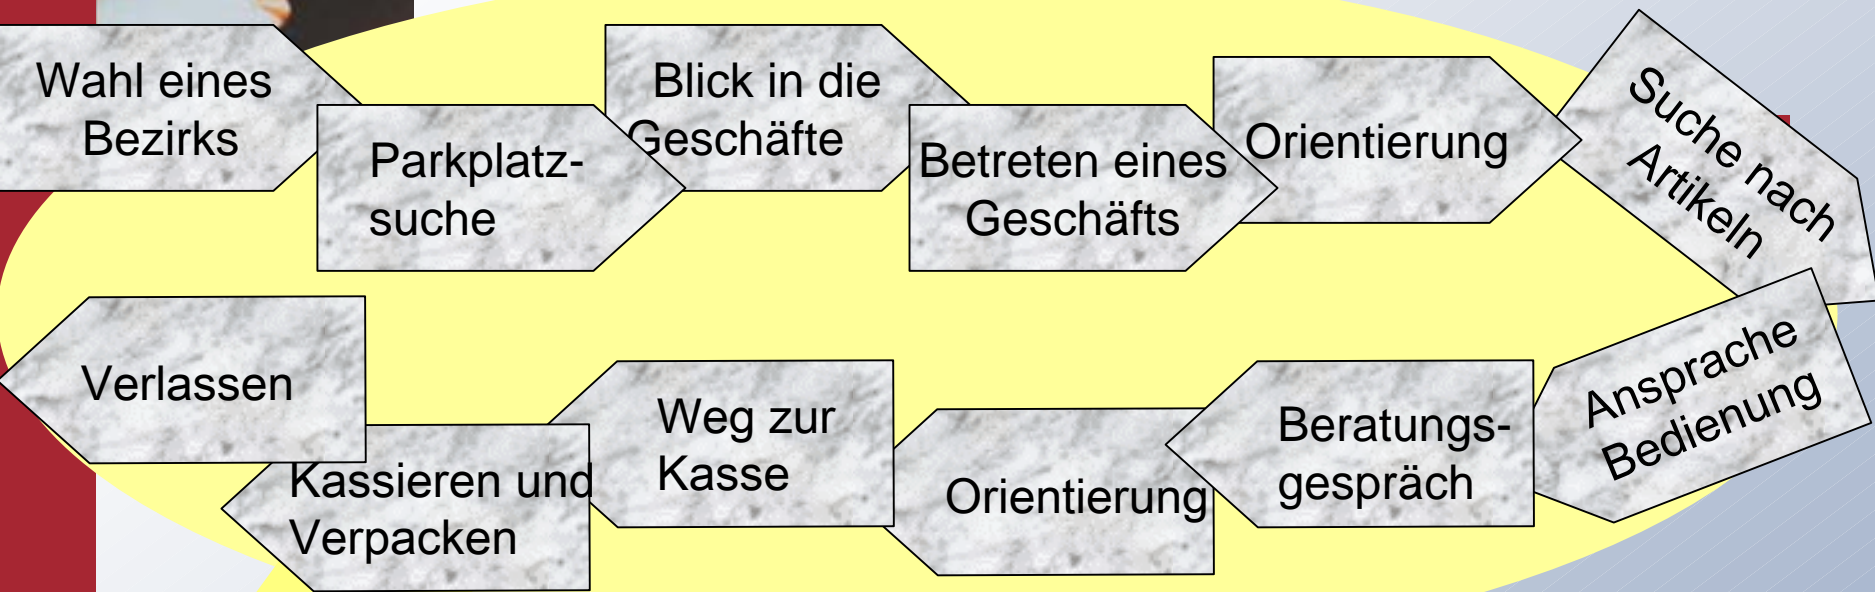 Wahl eines
Bezirks
Parkplatz-
suche
Blick in die
Geschäfte
Betreten eines
Geschäfts
Orientierung
Suche nach
Artikeln
Ansprache
Bedienung
Beratungs-
gespräch
Orientierung
Weg zur
Kasse
Kassieren und
Verpacken
Verlassen